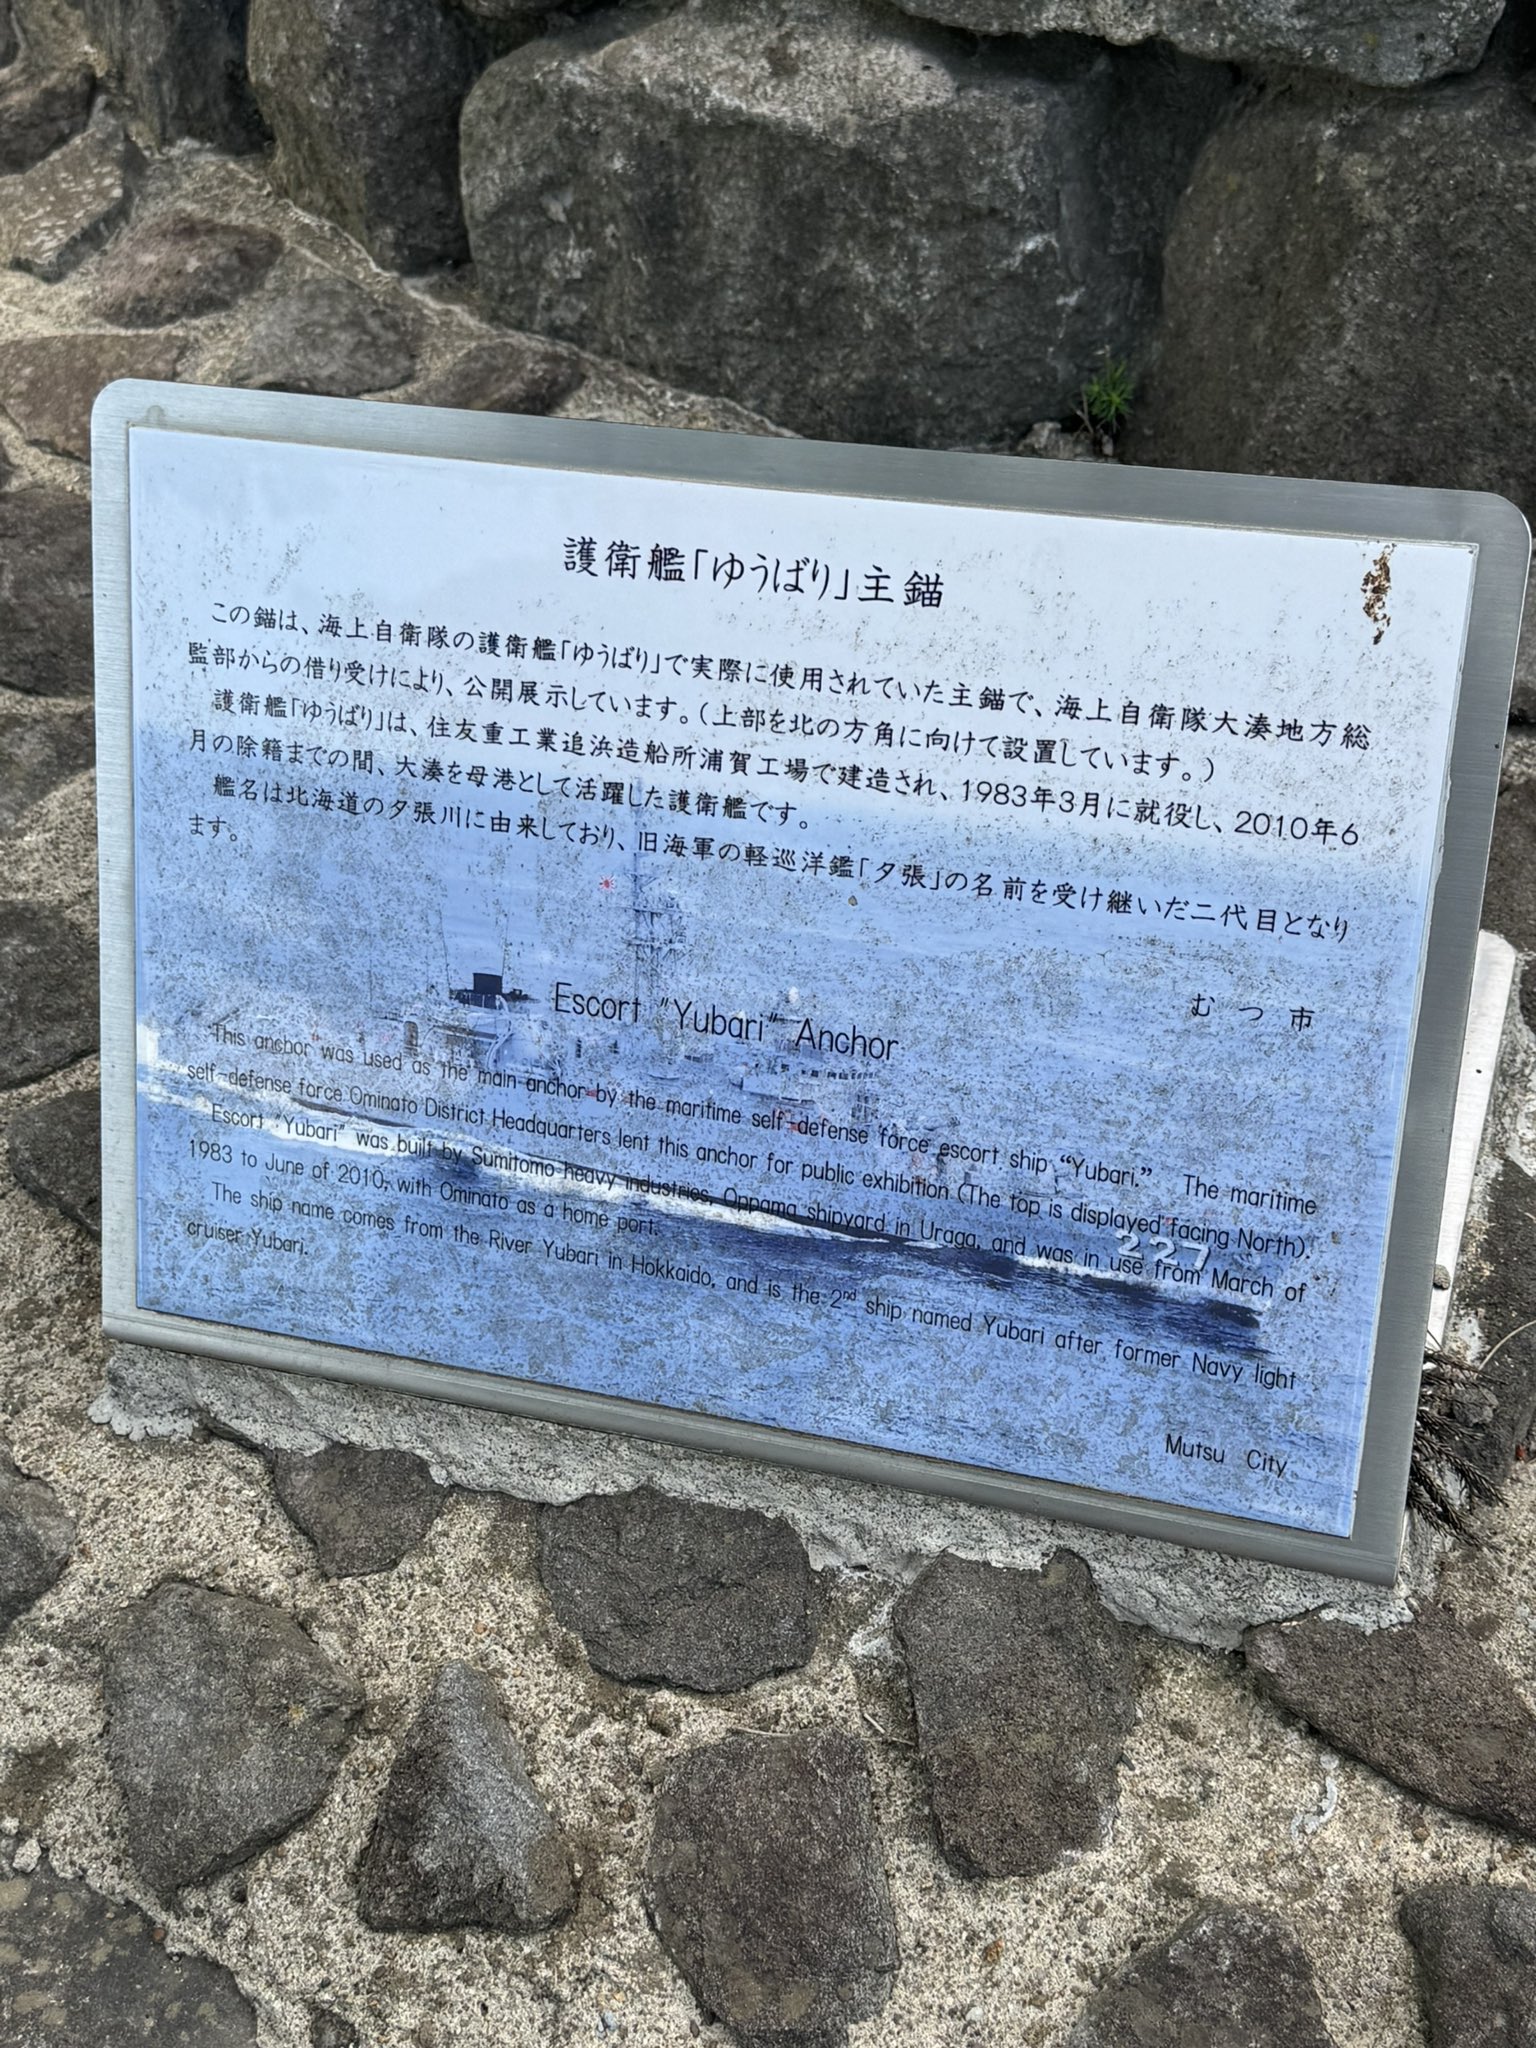 護衛艦「ゆうばり」主錨
この錨は、海上自衛隊の護衛艦「ゆうばり」で実際に使用されていた主錨で、海上自衛隊大湊地方総
監部からの借り受けにより、公開展示しています。(上部を北の方角に向けて設置しています。)
護衛艦「ゆうばり」は、住友重工業追浜造船所浦賀工場で建造され、1983年3月に就役し、2010年6
月の除籍までの間、大湊を母港として活躍した護衛艦です。
艦名は北海道の夕張川に由来しており、旧海軍の軽巡洋鑑「夕張」の名前を受け継いだ二代目となり
ます。
むつ市
Escort "Yubari" Anchor
This anchor was used as the main anchor by the maritime self-defense force escort ship “Yubari.” The maritime
self-defense force Ominato District Headquarters lent this anchor for public exhibition (The top is displayed facing North).
Escort "Yubari" was built by Sumitomo heavy industries, Oppama shipyard in Uraga, and was in use from March of
1983 to June of 2010, with Ominato as a home port.
The ship name comes from the River Yubari in Hokkaido, and is the 2nd ship named Yubari after former Navy light
cruiser Yubari.
227
Mutsu City